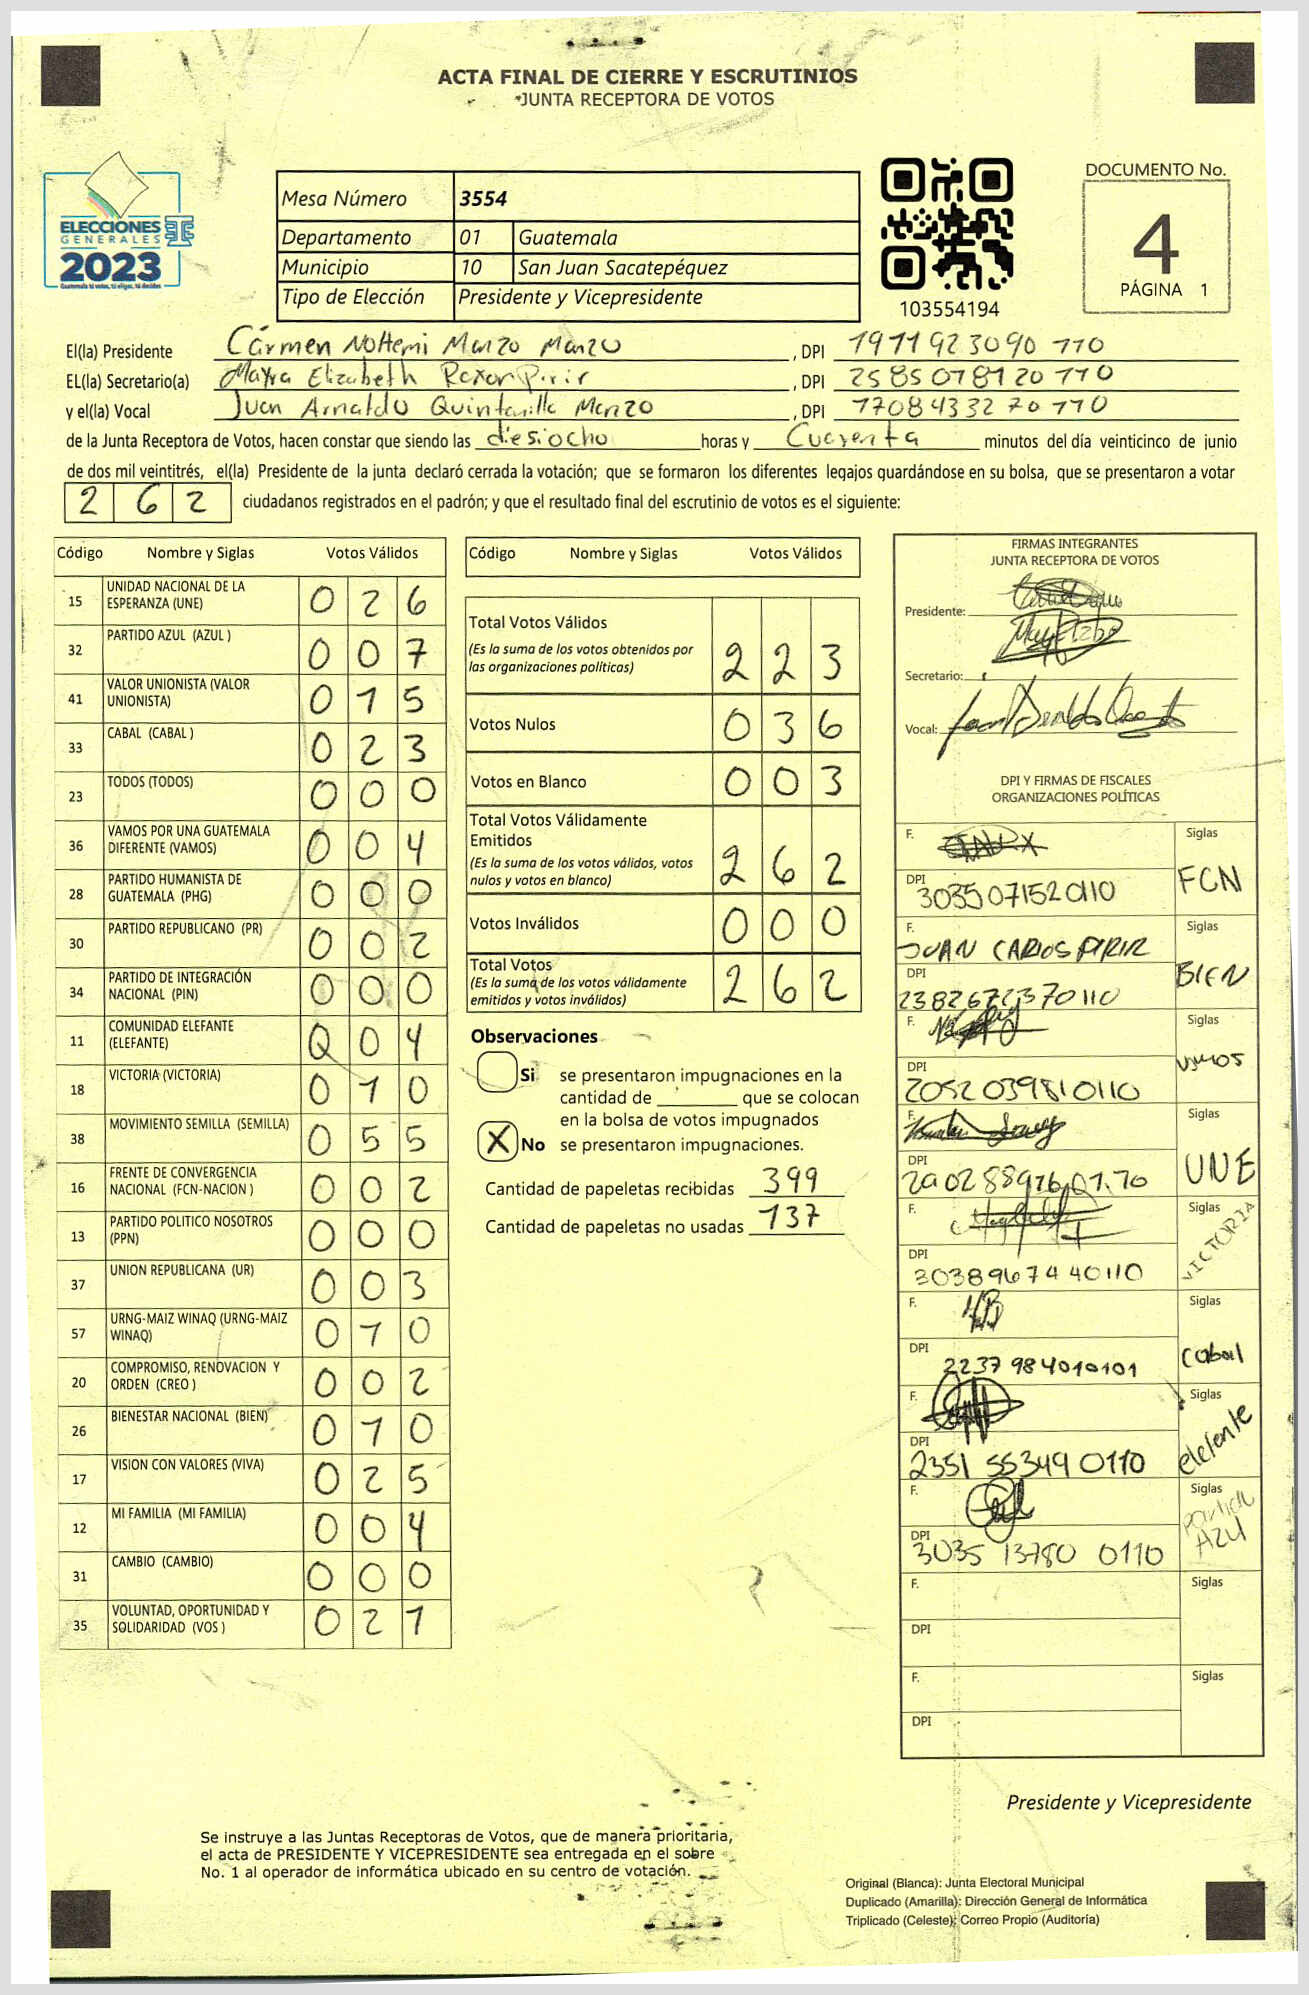 ACTA FINAL DE CIERRE Y ESCRUTINIOS
JUNTA RECEPTORA DE VOTOS
ELECCIONES
GENERALES
2023
Guatemala tú votas, tú eliges, tú decides
Mesa Número 3554
Departamento 01 Guatemala
Municipio 10 San Juan Sacatepéquez
Tipo de Elección Presidente y Vicepresidente
103554194
DOCUMENTO No.
4
PÁGINA 1
El(la) Presidente Cármen Nohemi Monzo Monzo , DPI 1971 92309 0 110
EL(la) Secretario(a) Mayra Elizabeth Raxon Pirir , DPI 2585 07812 0 110
y el(la) Vocal Juan Arnaldo Quintanilla Monzo , DPI 1708 43327 0 110
de la Junta Receptora de Votos, hacen constar que siendo las diesiocho horas y Cuarenta minutos del día veinticinco de junio
de dos mil veintitrés, el(la) Presidente de la junta declaró cerrada la votación; que se formaron los diferentes legajos quardándose en su bolsa, que se presentaron a votar
2 6 2 ciudadanos registrados en el padrón; y que el resultado final del escrutinio de votos es el siguiente:
Código Nombre y Siglas Votos Válidos
15 UNIDAD NACIONAL DE LA ESPERANZA (UNE) 0 2 6
32 PARTIDO AZUL (AZUL ) 0 0 7
41 VALOR UNIONISTA (VALOR UNIONISTA) 0 1 5
33 CABAL (CABAL ) 0 2 3
23 TODOS (TODOS) 0 0 0
36 VAMOS POR UNA GUATEMALA DIFERENTE (VAMOS) 0 0 4
28 PARTIDO HUMANISTA DE GUATEMALA (PHG) 0 0 0
30 PARTIDO REPUBLICANO (PR) 0 0 2
34 PARTIDO DE INTEGRACIÓN NACIONAL (PIN) 0 0 0
11 COMUNIDAD ELEFANTE (ELEFANTE) 0 0 4
18 VICTORIA (VICTORIA) 0 1 0
38 MOVIMIENTO SEMILLA (SEMILLA) 0 5 5
16 FRENTE DE CONVERGENCIA NACIONAL (FCN-NACION ) 0 0 2
13 PARTIDO POLITICO NOSOTROS (PPN) 0 0 0
37 UNION REPUBLICANA (UR) 0 0 3
57 URNG-MAIZ WINAQ (URNG-MAIZ WINAQ) 0 1 0
20 COMPROMISO, RENOVACION Y ORDEN (CREO ) 0 0 2
26 BIENESTAR NACIONAL (BIEN) 0 1 0
17 VISION CON VALORES (VIVA) 0 2 5
12 MI FAMILIA (MI FAMILIA) 0 0 4
31 CAMBIO (CAMBIO) 0 0 0
35 VOLUNTAD, OPORTUNIDAD Y SOLIDARIDAD (VOS ) 0 2 1
Código Nombre y Siglas Votos Válidos
Total Votos Válidos
(Es la suma de los votos obtenidos por
las organizaciones políticas) 2 2 3
Votos Nulos 0 3 6
Votos en Blanco 0 0 3
Total Votos Válidamente
Emitidos
(Es la suma de los votos válidos, votos
nulos y votos en blanco) 2 6 2
Votos Inválidos 0 0 0
Total Votos
(Es la suma de los votos válidamente
emitidos y votos inválidos) 2 6 2
Observaciones
Si se presentaron impugnaciones en la
cantidad de ________ que se colocan
en la bolsa de votos impugnados
X No se presentaron impugnaciones.
Cantidad de papeletas recibidas 399
Cantidad de papeletas no usadas 137
FIRMAS INTEGRANTES
JUNTA RECEPTORA DE VOTOS
Presidente:
Secretario:
Vocal:
DPI Y FIRMAS DE FISCALES
ORGANIZACIONES POLÍTICAS
F. Siglas
FCN
DPI
3035 07152 0110
F. Siglas
JUAN CARLOS PIRIR
BIEN
DPI
2382672370110
F. Siglas
VAMOS
DPI
2052 03981 0110
F. Siglas
UNE
DPI
F. Siglas
VICTORIA
DPI
3038 9674 40110
F. Siglas
Cabal
DPI
2237 98401 0101
F. Siglas
elefante
DPI
2351 55349 0110
F. Siglas
Partido
AZUl
DPI
3035 13780 0110
F. Siglas
DPI
F. Siglas
DPI
Presidente y Vicepresidente
Se instruye a las Juntas Receptoras de Votos, que de manera prioritaria,
el acta de PRESIDENTE Y VICEPRESIDENTE sea entregada en el sobre
No. 1 al operador de informática ubicado en su centro de votación.
Original (Blanca): Junta Electoral Municipal
Duplicado (Amarilla): Dirección General de Informática
Triplicado (Celeste): Correo Propio (Auditoría)